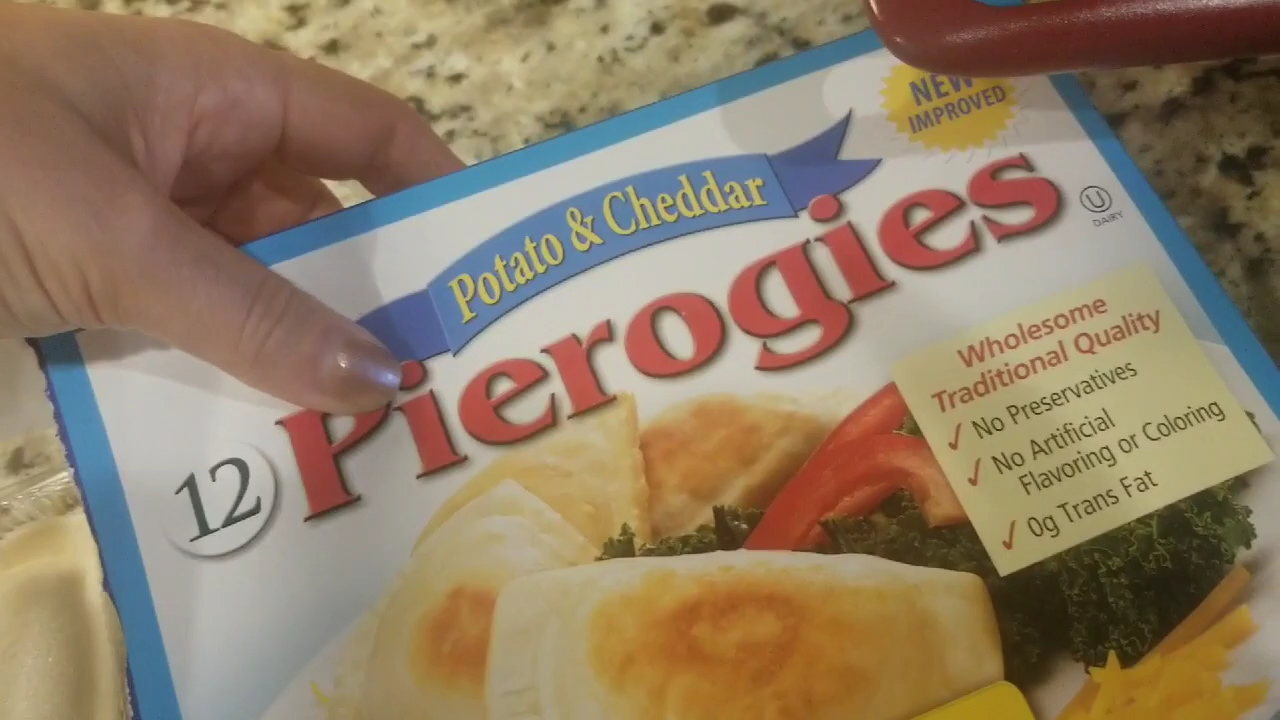 NEW
IMPROVED
Potato & Cheddar
Pierogies
U
DAIRY
12
Wholesome
Traditional Quality
✓ No Preservatives
✓ No Artificial
Flavoring or Coloring
✓ 0g Trans Fat